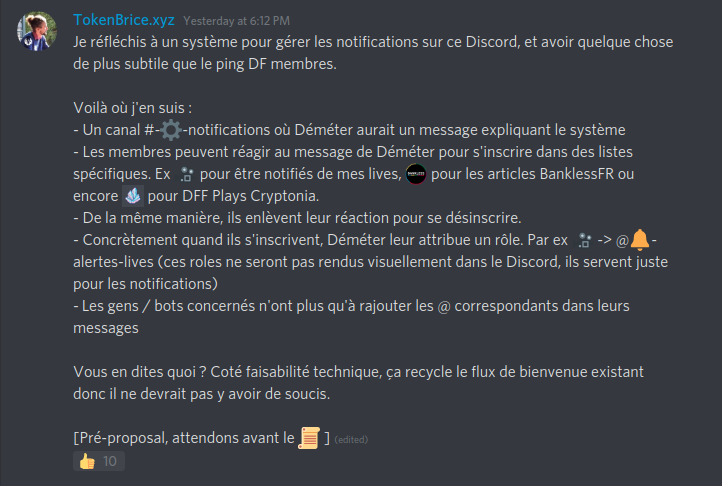 TokenBrice.xyz Yesterday at 6:12 PM
Je réfléchis à un système pour gérer les notifications sur ce Discord, et avoir quelque chose
de plus subtile que le ping DF membres.
Voilà où j'en suis :
- Un canal #-⚙️-notifications où Déméter aurait un message expliquant le système
- Les membres peuvent réagir au message de Déméter pour s'inscrire dans des listes
spécifiques. Ex pour être notifiés de mes lives, BANKLESS pour les articles BanklessFR ou
encore pour DFF Plays Cryptonia.
- De la même manière, ils enlèvent leur réaction pour se désinscrire.
- Concrètement quand ils s'inscrivent, Déméter leur attribue un rôle. Par ex -> @🔔-
alertes-lives (ces roles ne seront pas rendus visuellement dans le Discord, ils servent juste
pour les notifications)
- Les gens / bots concernés n'ont plus qu'à rajouter les @ correspondants dans leurs
messages
Vous en dites quoi ? Coté faisabilité technique, ça recycle le flux de bienvenue existant
donc il ne devrait pas y avoir de soucis.
[Pré-proposal, attendons avant le 📜 ] (edited)
👍 10